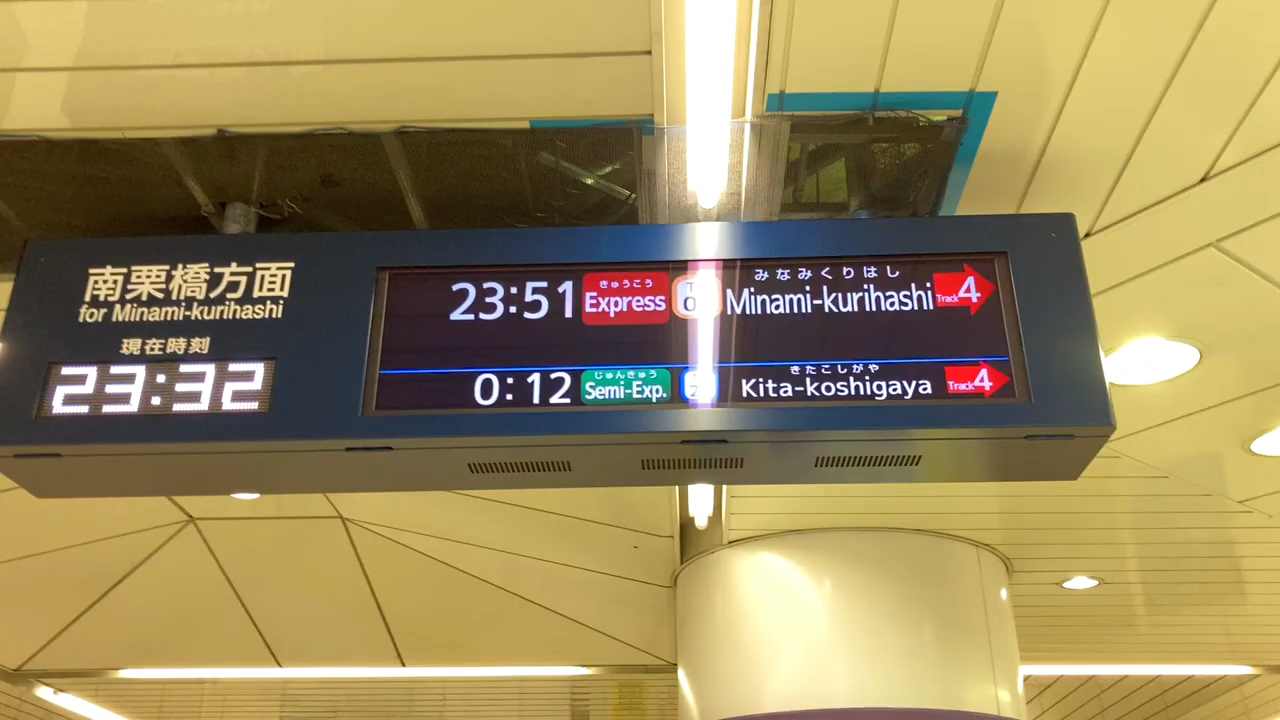 南栗橋方面
for Minami-kurihashi
現在時刻
23:32
きゅうこう みなみくりはし
23:51 Express Minami-kurihashi Track 4
じゅんきゅう きたこしがや
0:12 Semi-Exp. Kita-koshigaya Track 4